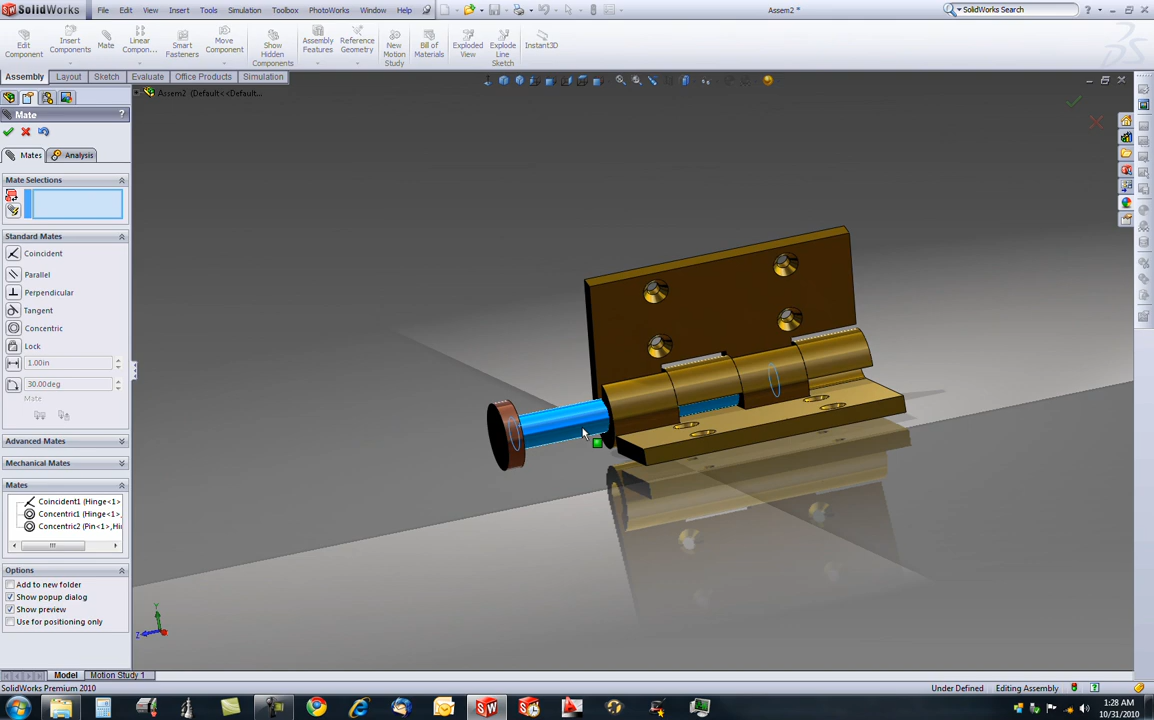 SolidWorks File Edit View Insert Tools Simulation Toolbox PhotoWorks Window Help Assem2 * SolidWorks Search
Edit Component
Insert Components
Mate
Linear Compon...
Smart Fasteners
Move Component
Show Hidden Components
Assembly Features
Reference Geometry
New Motion Study
Bill of Materials
Exploded View
Explode Line Sketch
Instant3D
Assembly Layout Sketch Evaluate Office Products Simulation
Assem2 (Default<<Default...
Mate ?
Mates Analysis
Mate Selections
Standard Mates
Coincident
Parallel
Perpendicular
Tangent
Concentric
Lock
1.00in
30.00deg
Mate
Advanced Mates
Mechanical Mates
Mates
Coincident1 (Hinge<1>
Concentric1 (Hinge<1>,
Concentric2 (Pin<1>,Hi
Options
Add to new folder
Show popup dialog
Show preview
Use for positioning only
Y
Z
Model Motion Study 1
SolidWorks Premium 2010 Under Defined Editing Assembly
1:28 AM
10/31/2010